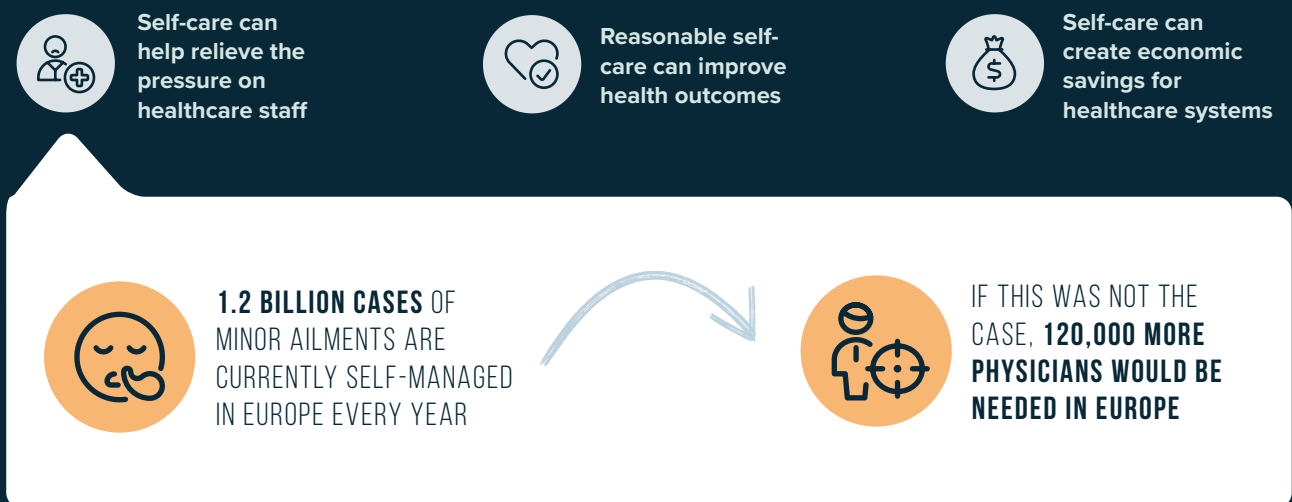 Self-care can
help relieve the
pressure on
healthcare staff
Reasonable self-
care can improve
health outcomes
Self-care can
create economic
savings for
healthcare systems
$
1.2 BILLION CASES OF
MINOR AILMENTS ARE
CURRENTLY SELF-MANAGED
IN EUROPE EVERY YEAR
IF THIS WAS NOT THE
CASE, 120,000 MORE
PHYSICIANS WOULD BE
NEEDED IN EUROPE